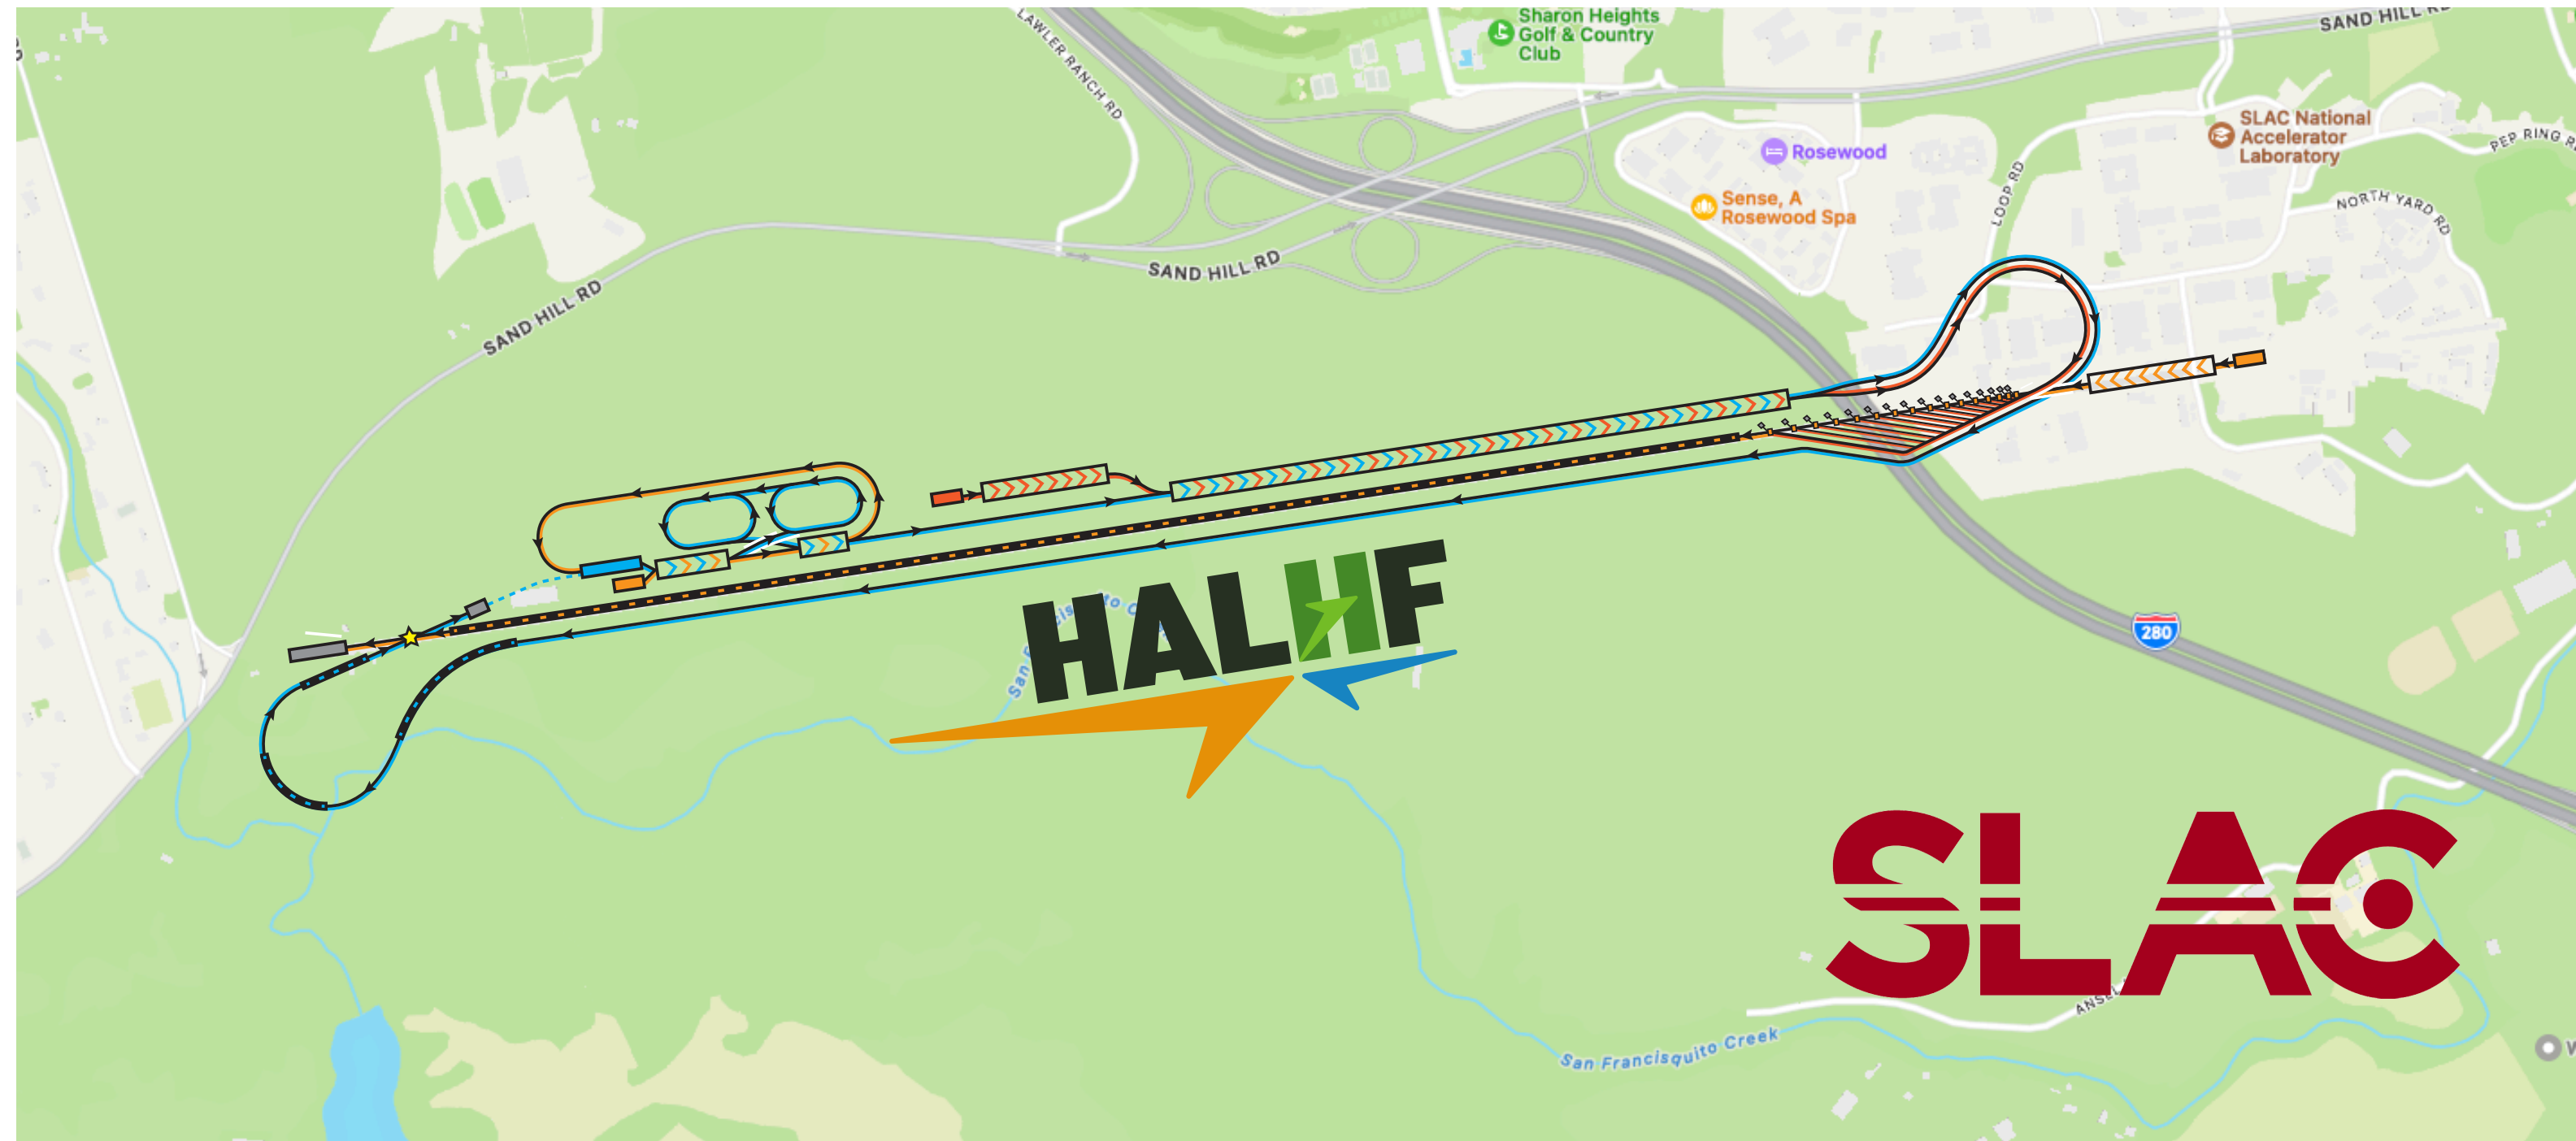 LAWLER RANCH RD
Sharon Heights
Golf & Country
Club
SAND HILL RD
SLAC National
Accelerator
Laboratory
PEP RING
Rosewood
LOOP RD
Sense, A
Rosewood Spa
NORTH YARD RD
SAND HILL RD
SAND HILL RD
HALHF
280
SLAC
San Francisquito Creek